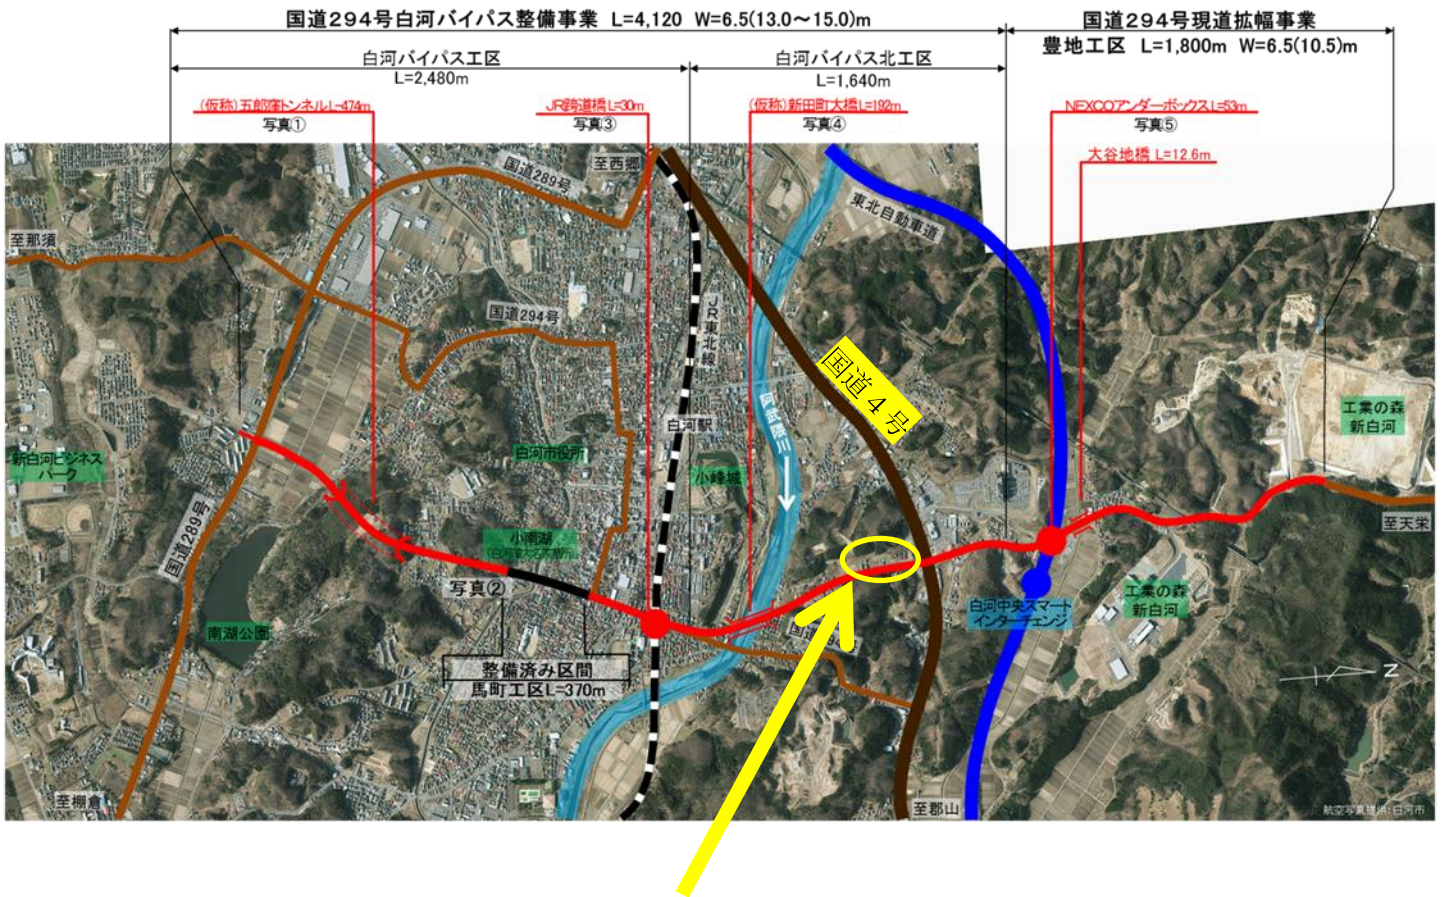 国道294号白河バイパス整備事業 L=4,120 W=6.5(13.0～15.0)m
国道294号現道拡幅事業
豊地工区 L=1,800m W=6.5(10.5)m
白河バイパス工区
L=2,480m
白河バイパス北工区
L=1,640m
(仮称)五郎窪トンネル L=474m
写真①
JR跨道橋 L=30m
写真③
(仮称)新田町大橋 L=192m
写真④
NEXCOアンダーボックス L=53m
写真⑤
大谷地橋 L=12.6m
至西郷
国道289号
東北自動車道
至那須
国道294号
JR東北線
国道４号
阿武隈川
白河駅
工業の森
新白河
新白河ビジネス
パーク
白河市役所
小峰城
国道289号
至天栄
小南湖
写真②
白河中央スマート
インターチェンジ
工業の森
新白河
南湖公園
国道294号
整備済み区間
馬町工区L=370m
N
至棚倉
至郡山
航空写真提供：白河市